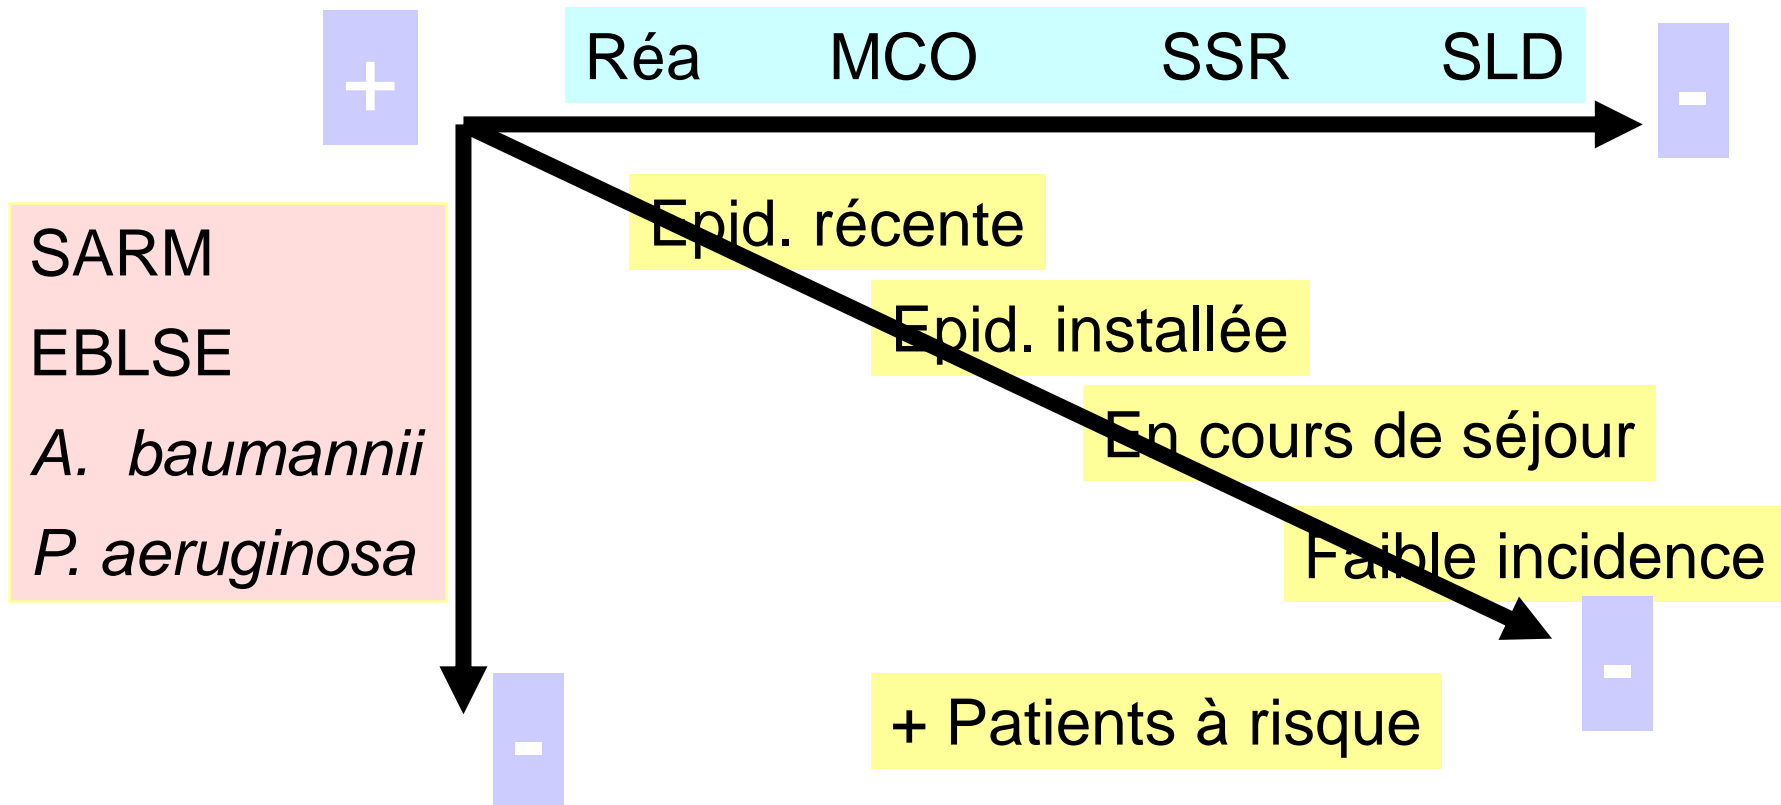 +
Réa MCO SSR SLD
-
SARM
EBLSE
A. baumannii
P. aeruginosa
Epid. récente
Epid. installée
En cours de séjour
Faible incidence
-
-
+ Patients à risque